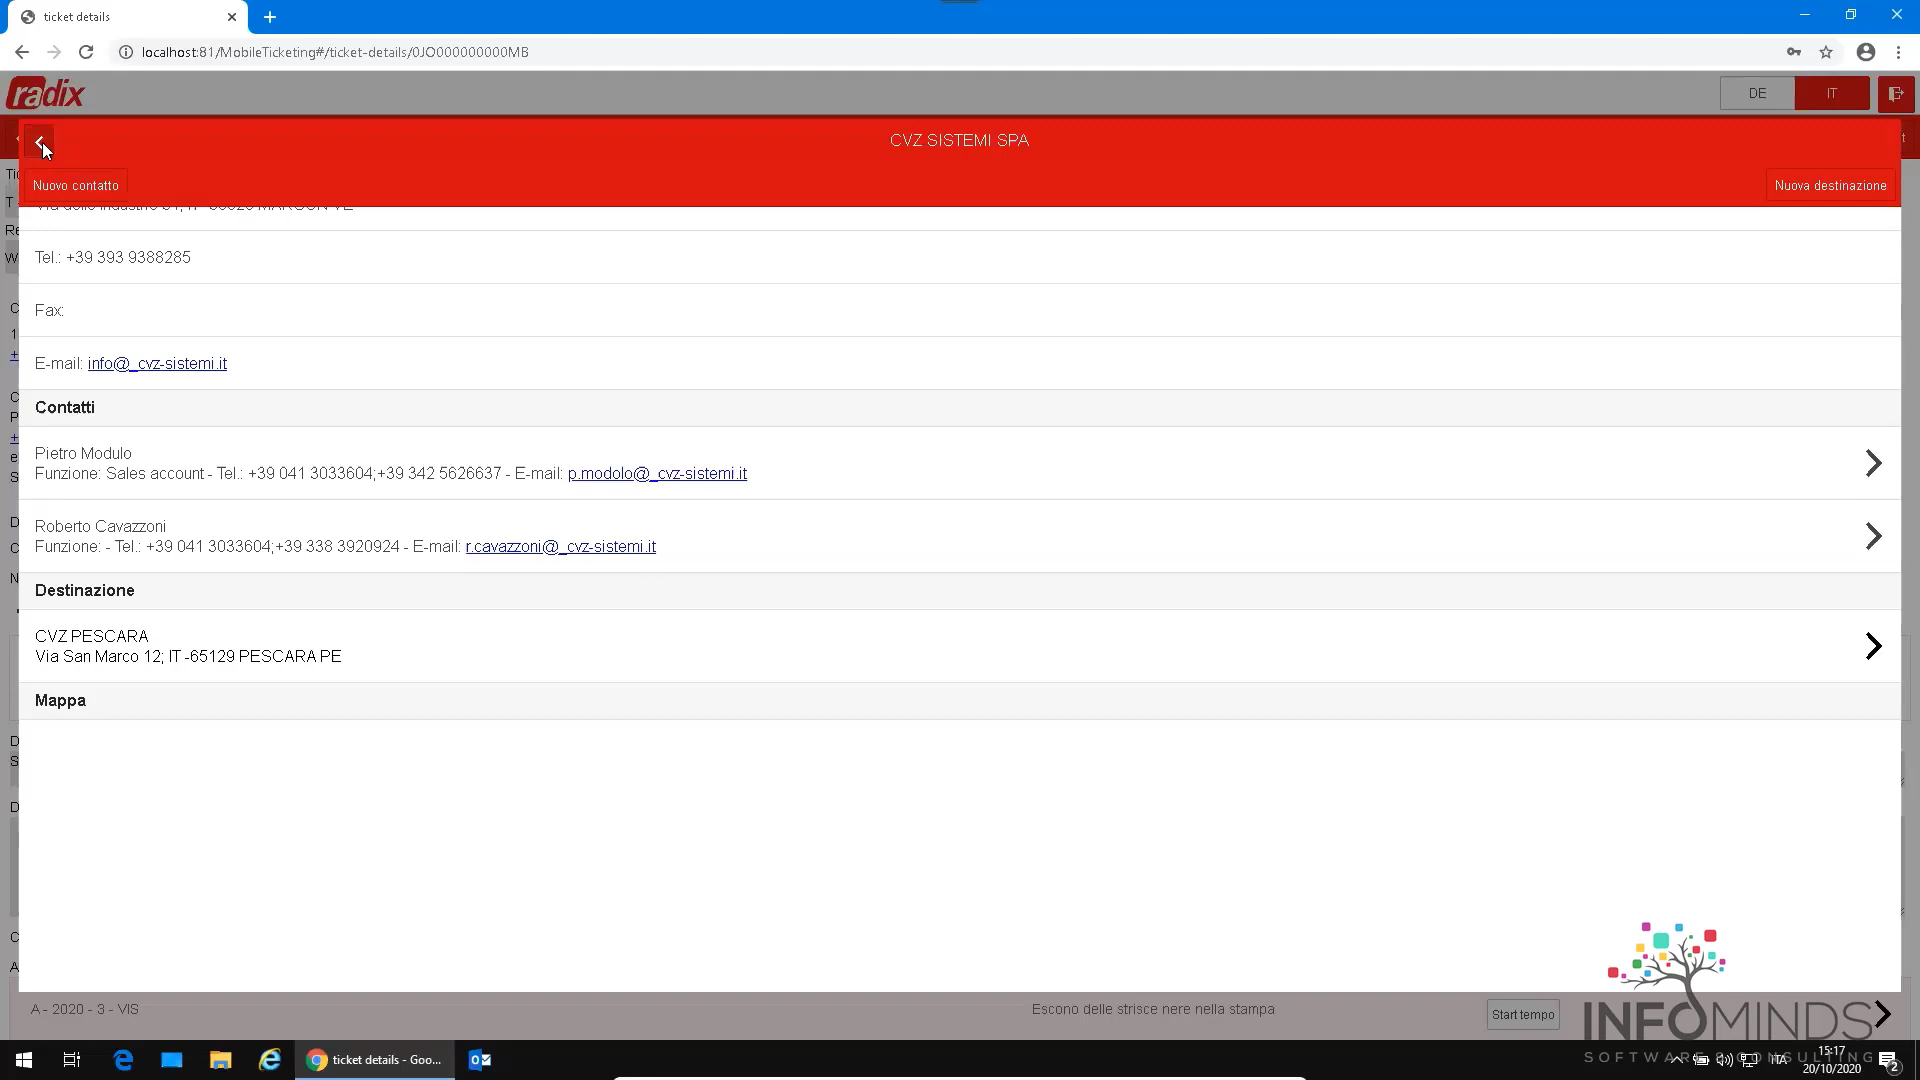 ticket details
localhost:81/MobileTicketing#/ticket-details/0JO000000000MB
radix
DE
IT
CVZ SISTEMI SPA
Nuovo contatto
Nuova destinazione
Tel.: +39 393 9388285
Fax:
E-mail: info@_cvz-sistemi.it
Contatti
Pietro Modulo
Funzione: Sales account - Tel.: +39 041 3033604;+39 342 5626637 - E-mail: p.modolo@_cvz-sistemi.it
Roberto Cavazzoni
Funzione: - Tel.: +39 041 3033604;+39 338 3920924 - E-mail: r.cavazzoni@_cvz-sistemi.it
Destinazione
CVZ PESCARA
Via San Marco 12; IT -65129 PESCARA PE
Mappa
A - 2020 - 3 - VIS
Escono delle strisce nere nella stampa
Start tempo
INFOMINDS
SOFTWARE & CONSULTING
ticket details - Goo...
ITA
15:17
20/10/2020
2